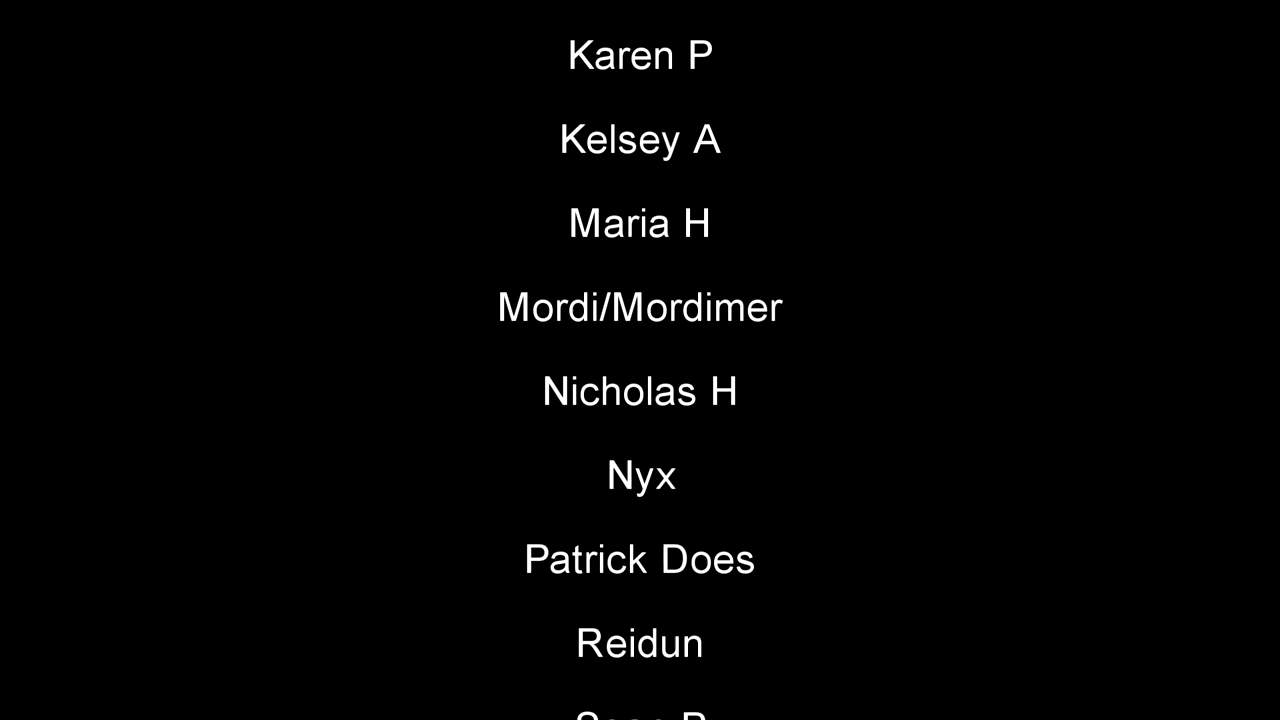 Karen P
Kelsey A
Maria H
Mordi/Mordimer
Nicholas H
Nyx
Patrick Does
Reidun